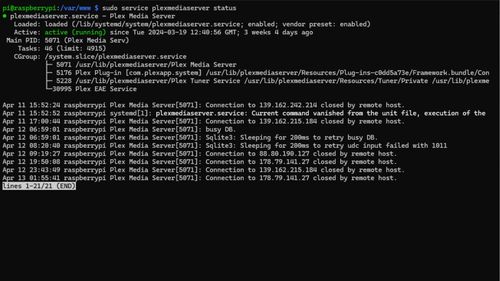 pi@raspberrypi:/var/www $ sudo service plexmediaserver status
● plexmediaserver.service - Plex Media Server
Loaded: loaded (/lib/systemd/system/plexmediaserver.service; enabled; vendor preset: enabled)
Active: active (running) since Tue 2024-03-19 12:40:56 GMT; 3 weeks 4 days ago
Main PID: 5071 (Plex Media Serv)
Tasks: 46 (limit: 4915)
CGroup: /system.slice/plexmediaserver.service
├─ 5071 /usr/lib/plexmediaserver/Plex Media Server
├─ 5176 Plex Plug-in [com.plexapp.system] /usr/lib/plexmediaserver/Resources/Plug-ins-c0dd5a73e/Framework.bundle/Con
├─ 5228 /usr/lib/plexmediaserver/Plex Tuner Service /usr/lib/plexmediaserver/Resources/Tuner/Private /usr/lib/plexme
└─30995 Plex EAE Service
Apr 11 15:52:24 raspberrypi Plex Media Server[5071]: Connection to 139.162.242.214 closed by remote host.
Apr 11 15:52:52 raspberrypi systemd[1]: plexmediaserver.service: Current command vanished from the unit file, execution of the
Apr 11 17:00:44 raspberrypi Plex Media Server[5071]: Connection to 139.162.215.184 closed by remote host.
Apr 12 06:59:01 raspberrypi Plex Media Server[5071]: busy DB.
Apr 12 06:59:01 raspberrypi Plex Media Server[5071]: Sqlite3: Sleeping for 200ms to retry busy DB.
Apr 12 08:20:40 raspberrypi Plex Media Server[5071]: Sqlite3: Sleeping for 200ms to retry udc input failed with 1011
Apr 12 09:19:27 raspberrypi Plex Media Server[5071]: Connection to 88.80.190.127 closed by remote host.
Apr 12 19:50:08 raspberrypi Plex Media Server[5071]: Connection to 178.79.141.27 closed by remote host.
Apr 12 23:43:49 raspberrypi Plex Media Server[5071]: Connection to 139.162.215.184 closed by remote host.
Apr 13 01:55:41 raspberrypi Plex Media Server[5071]: Connection to 178.79.141.27 closed by remote host.
lines 1-21/21 (END)